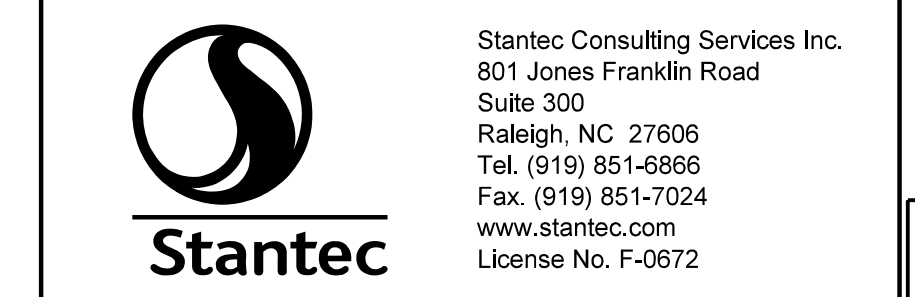 Stantec
Stantec Consulting Services Inc.
801 Jones Franklin Road
Suite 300
Raleigh, NC  27606
Tel. (919) 851-6866
Fax. (919) 851-7024
www.stantec.com
License No. F-0672